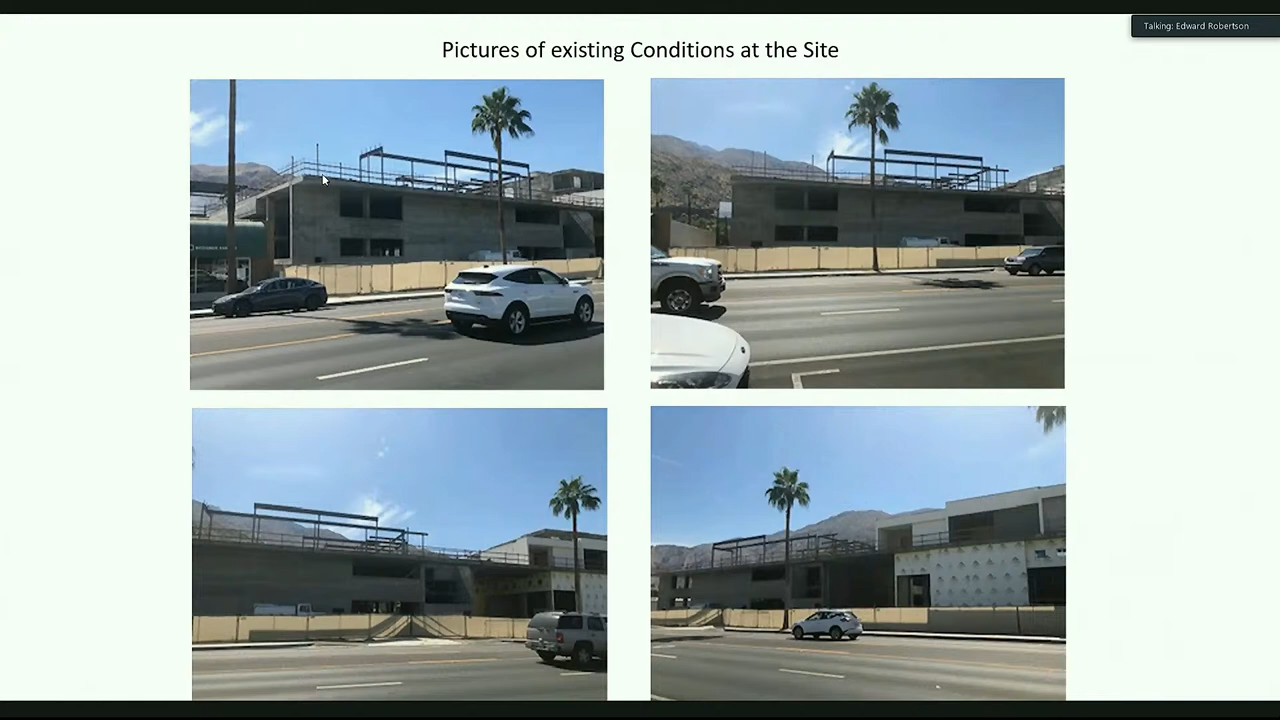 Talking: Edward Robertson
Pictures of existing Conditions at the Site